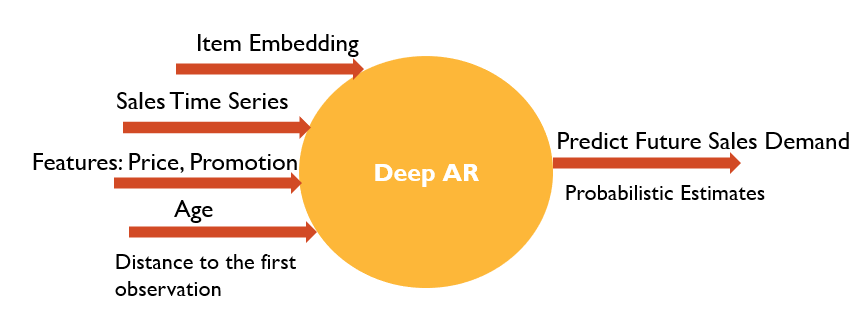 Item Embedding
Sales Time Series
Features: Price, Promotion
Age
Distance to the first
observation
Deep AR
Predict Future Sales Demand
Probabilistic Estimates